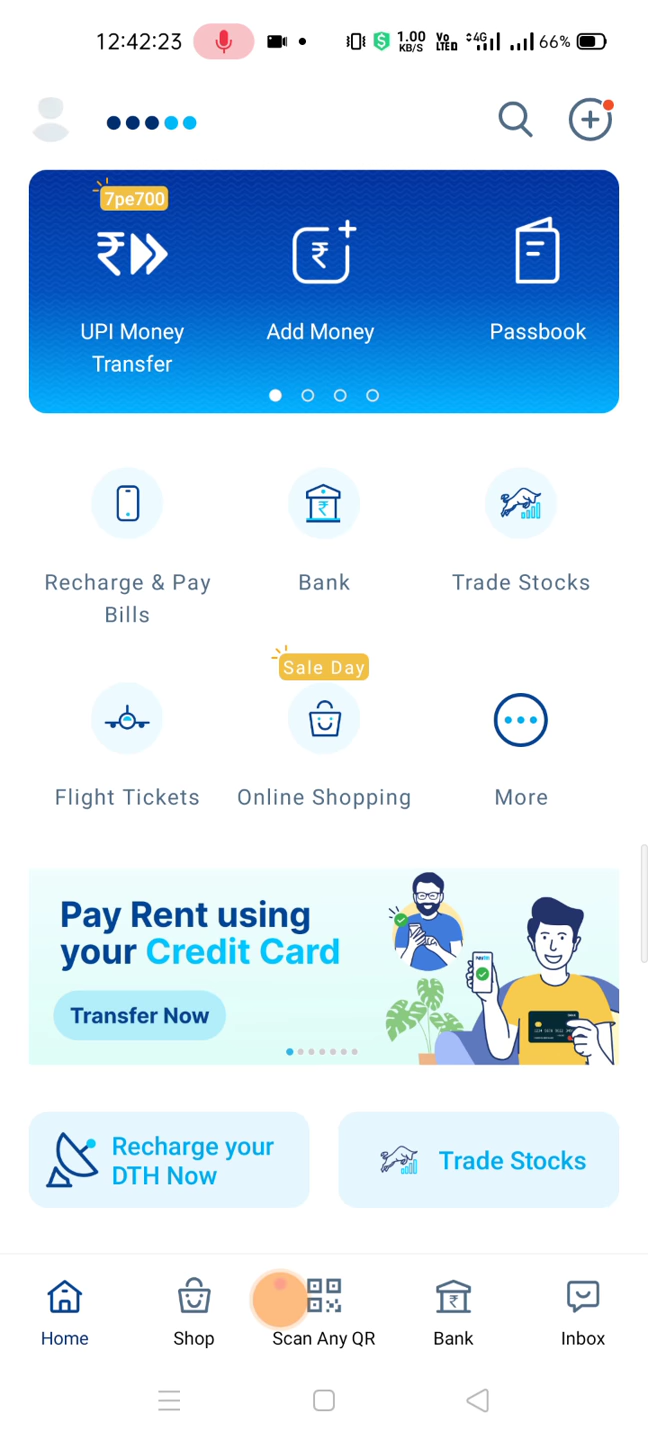 12:42:23
1.00
KB/S
Vo
LTE
4G
66%
7pe700
UPI Money
Transfer
Add Money
Passbook
Recharge & Pay
Bills
Bank
Trade Stocks
Sale Day
Flight Tickets
Online Shopping
More
Pay Rent using
your Credit Card
Transfer Now
Recharge your
DTH Now
Trade Stocks
Home
Shop
Scan Any QR
Bank
Inbox